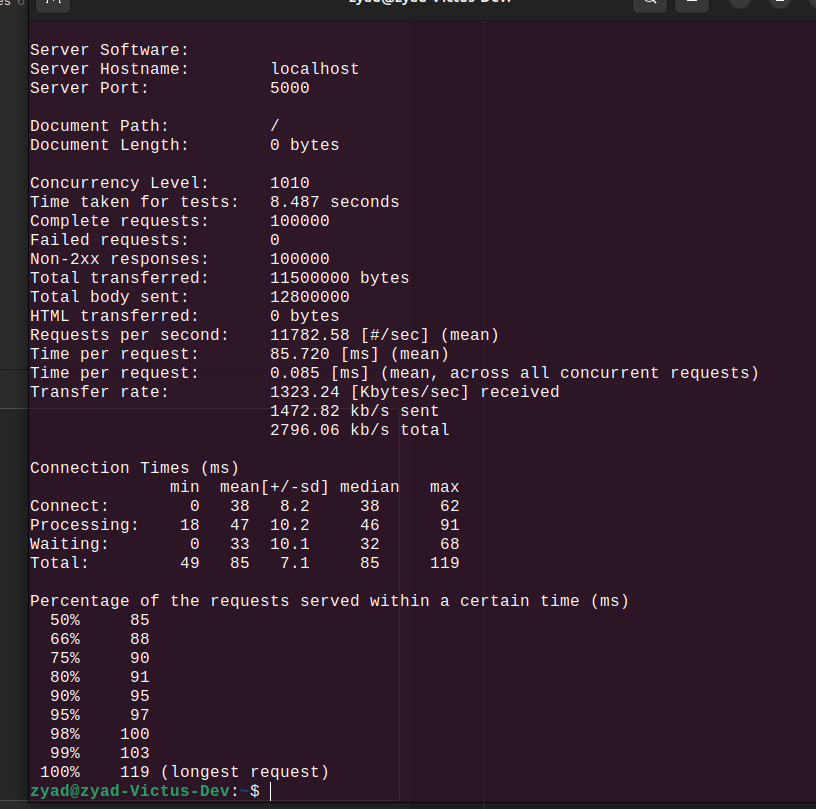 Server Software:
Server Hostname: localhost
Server Port: 5000
Document Path: /
Document Length: 0 bytes
Concurrency Level: 1010
Time taken for tests: 8.487 seconds
Complete requests: 100000
Failed requests: 0
Non-2xx responses: 100000
Total transferred: 11500000 bytes
Total body sent: 12800000
HTML transferred: 0 bytes
Requests per second: 11782.58 [#/sec] (mean)
Time per request: 85.720 [ms] (mean)
Time per request: 0.085 [ms] (mean, across all concurrent requests)
Transfer rate: 1323.24 [Kbytes/sec] received
1472.82 kb/s sent
2796.06 kb/s total
Connection Times (ms)
min mean[+/-sd] median max
Connect: 0 38 8.2 38 62
Processing: 18 47 10.2 46 91
Waiting: 0 33 10.1 32 68
Total: 49 85 7.1 85 119
Percentage of the requests served within a certain time (ms)
50% 85
66% 88
75% 90
80% 91
90% 95
95% 97
98% 100
99% 103
100% 119 (longest request)
zyad@zyad-Victus-Dev:~$